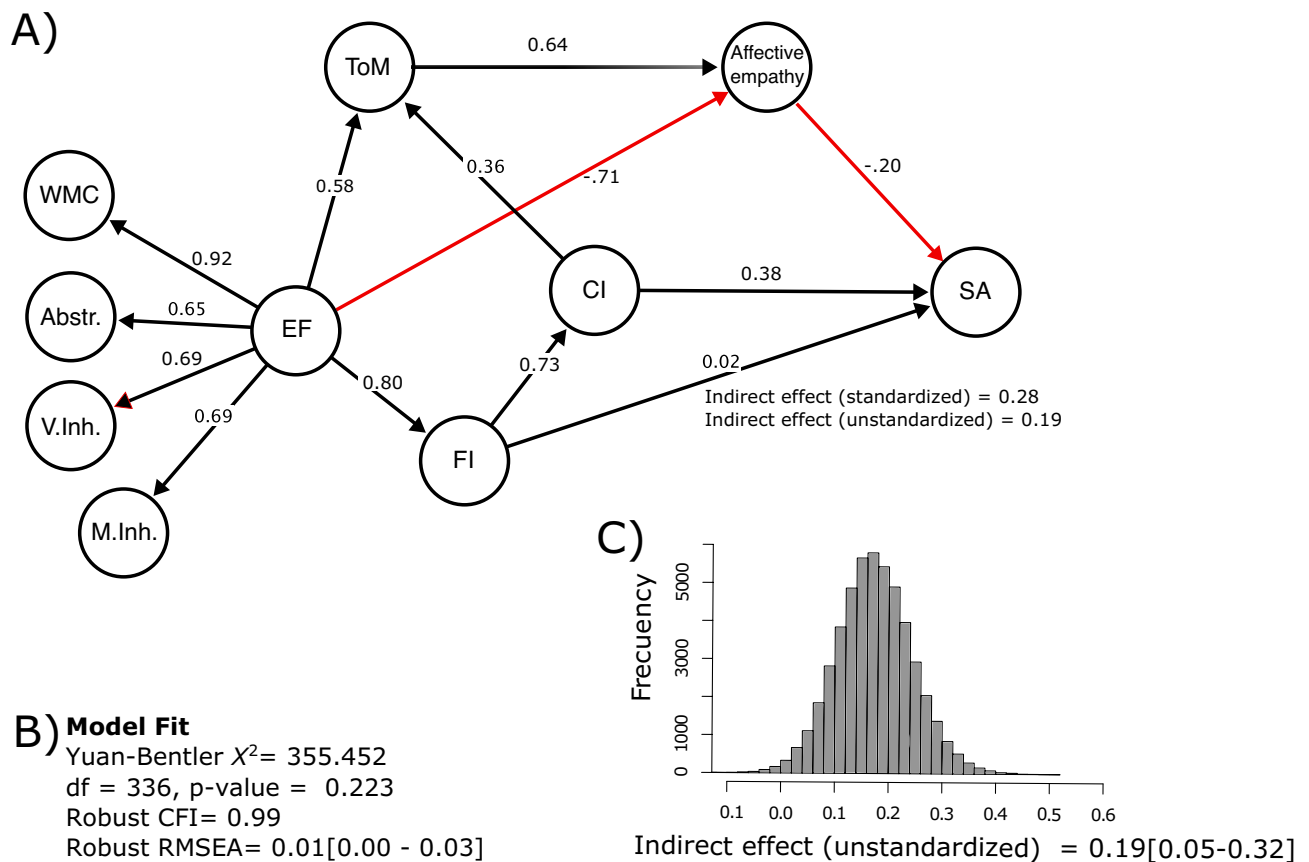 A)
ToM
0.64
Affective
empathy
0.36
-.71
-.20
WMC
0.58
0.92
Abstr.
0.65
EF
CI
0.38
SA
0.69
V.Inh.
0.80
0.73
0.02
0.69
Indirect effect (standardized) = 0.28
Indirect effect (unstandardized) = 0.19
FI
M.Inh.
C)
Frecuency
5000
3000
1000
0
0.1 0.0 0.1 0.2 0.3 0.4 0.5 0.6
Indirect effect (unstandardized) = 0.19[0.05-0.32]
B) Model Fit
Yuan-Bentler X²= 355.452
df = 336, p-value = 0.223
Robust CFI= 0.99
Robust RMSEA= 0.01[0.00 - 0.03]